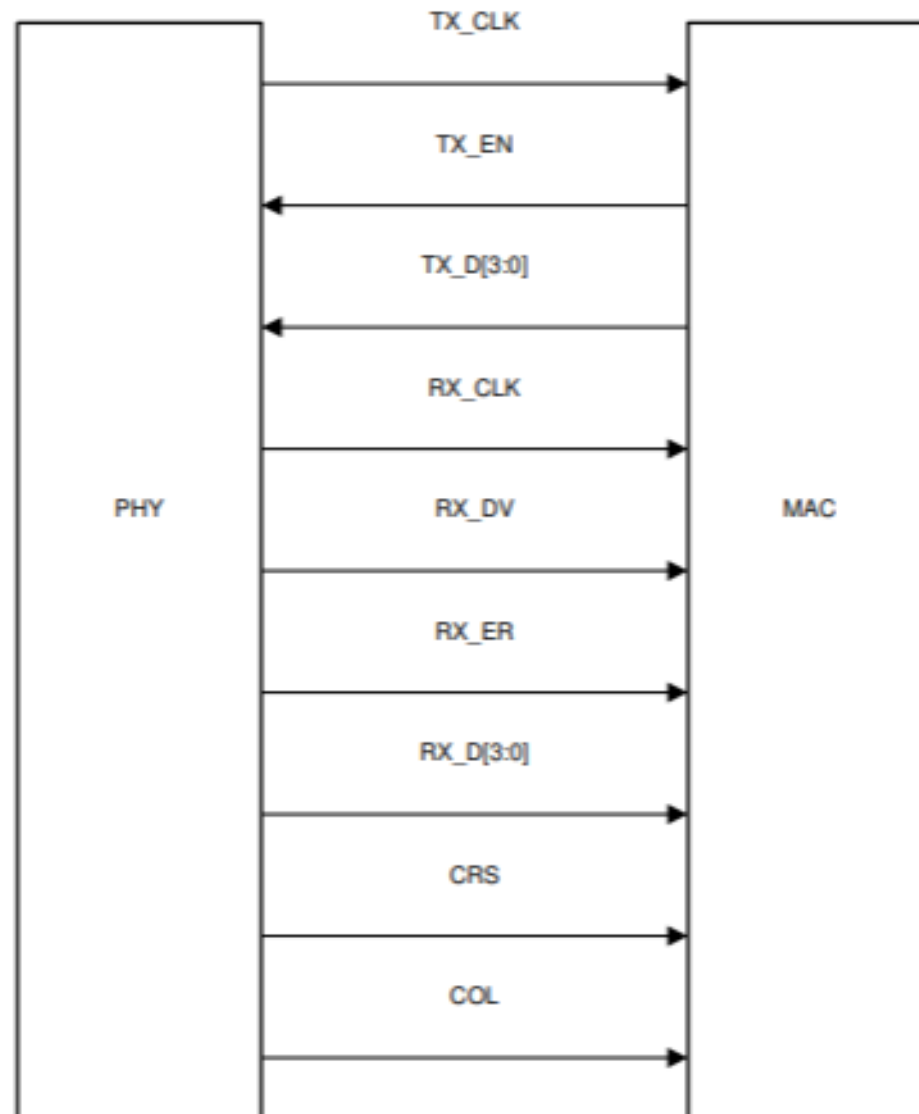 TX_CLK
TX_EN
TX_D[3:0]
RX_CLK
PHY
RX_DV
MAC
RX_ER
RX_D[3:0]
CRS
COL